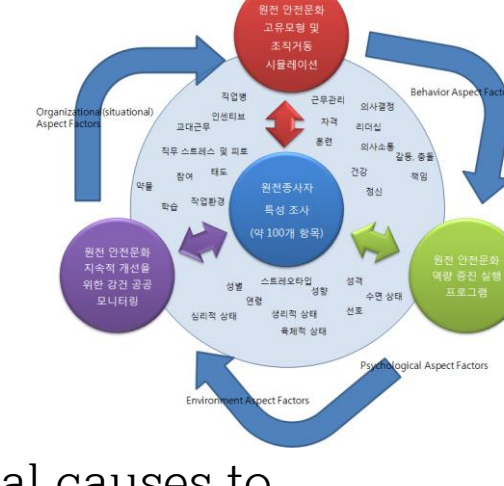 원전 안전문화
고유모형 및
조직거동
시뮬레이션
Behavior Aspect Facto
Organizational(situational)
Aspect Factors
직업병
근무관리
의사결정
인센티브
자격
리더십
교대근무
훈련
의사소통
갈등, 충돌
직무 스트레스 및 피로
건강
책임
참여
태도
약물
정신
학습
작업환경
원전종사자
특성 조사
(약 100개 항목)
원전 안전문화
지속적 개선을
위한 강건 공공
모니터링
원전 안전문화
역량 증진 실행
프로그램
성별
스트레오타입
성격
연령
성향
수면 상태
심리적 상태
생리적 상태
선호
육체적 상태
Psychological Aspect Factors
Environment Aspect Factors
al causes to